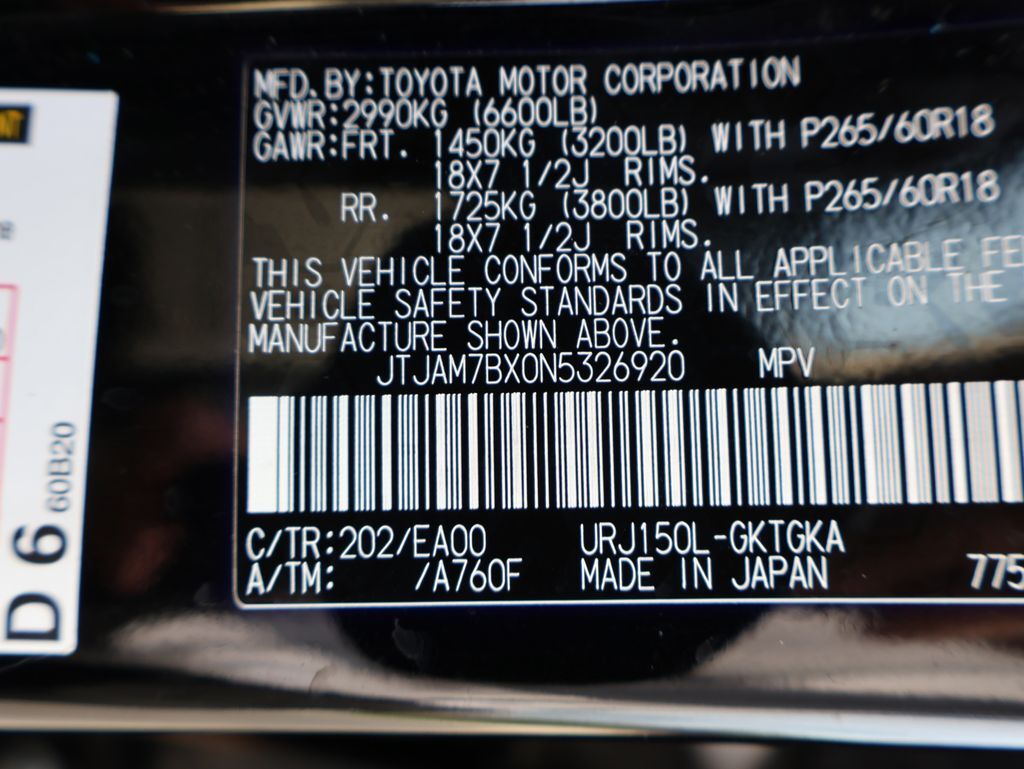 MFD. BY: TOYOTA MOTOR CORPORATION
GVWR: 2990KG (6600LB)
GAWR: FRT. 1450KG (3200LB) WITH P265/60R18
18X7 1/2J RIMS.
RR. 1725KG (3800LB) WITH P265/60R18
18X7 1/2J RIMS.
THIS VEHICLE CONFORMS TO ALL APPLICABLE
VEHICLE SAFETY STANDARDS IN EFFECT ON THE
MANUFACTURE SHOWN ABOVE.
JTJAM7BX0N5326920 MPV
C/TR: 202/EA00 URJ150L-GKTGKA
A/TM: /A760F MADE IN JAPAN 775
D 6 60B20